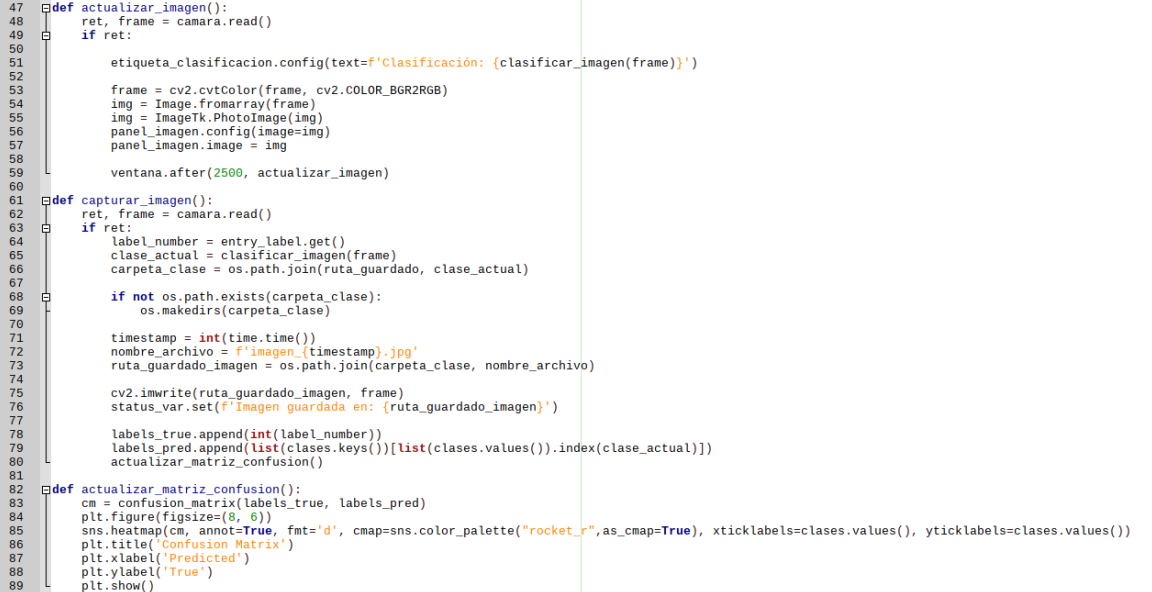 47 def actualizar_imagen():
48     ret, frame = camara.read()
49     if ret:
50
51         etiqueta_clasificacion.config(text=f'Clasificación: {clasificar_imagen(frame)}')
52
53         frame = cv2.cvtColor(frame, cv2.COLOR_BGR2RGB)
54         img = Image.fromarray(frame)
55         img = ImageTk.PhotoImage(img)
56         panel_imagen.config(image=img)
57         panel_imagen.image = img
58
59         ventana.after(2500, actualizar_imagen)
60
61 def capturar_imagen():
62     ret, frame = camara.read()
63     if ret:
64         label_number = entry_label.get()
65         clase_actual = clasificar_imagen(frame)
66         carpeta_clase = os.path.join(ruta_guardado, clase_actual)
67
68         if not os.path.exists(carpeta_clase):
69             os.makedirs(carpeta_clase)
70
71         timestamp = int(time.time())
72         nombre_archivo = f'imagen_{timestamp}.jpg'
73         ruta_guardado_imagen = os.path.join(carpeta_clase, nombre_archivo)
74
75         cv2.imwrite(ruta_guardado_imagen, frame)
76         status_var.set(f'Imagen guardada en: {ruta_guardado_imagen}')
77
78         labels_true.append(int(label_number))
79         labels_pred.append(list(clases.keys())[list(clases.values()).index(clase_actual)])
80         actualizar_matriz_confusion()
81
82 def actualizar_matriz_confusion():
83     cm = confusion_matrix(labels_true, labels_pred)
84     plt.figure(figsize=(8, 6))
85     sns.heatmap(cm, annot=True, fmt='d', cmap=sns.color_palette("rocket_r",as_cmap=True), xticklabels=clases.values(), yticklabels=clases.values())
86     plt.title('Confusion Matrix')
87     plt.xlabel('Predicted')
88     plt.ylabel('True')
89     plt.show()